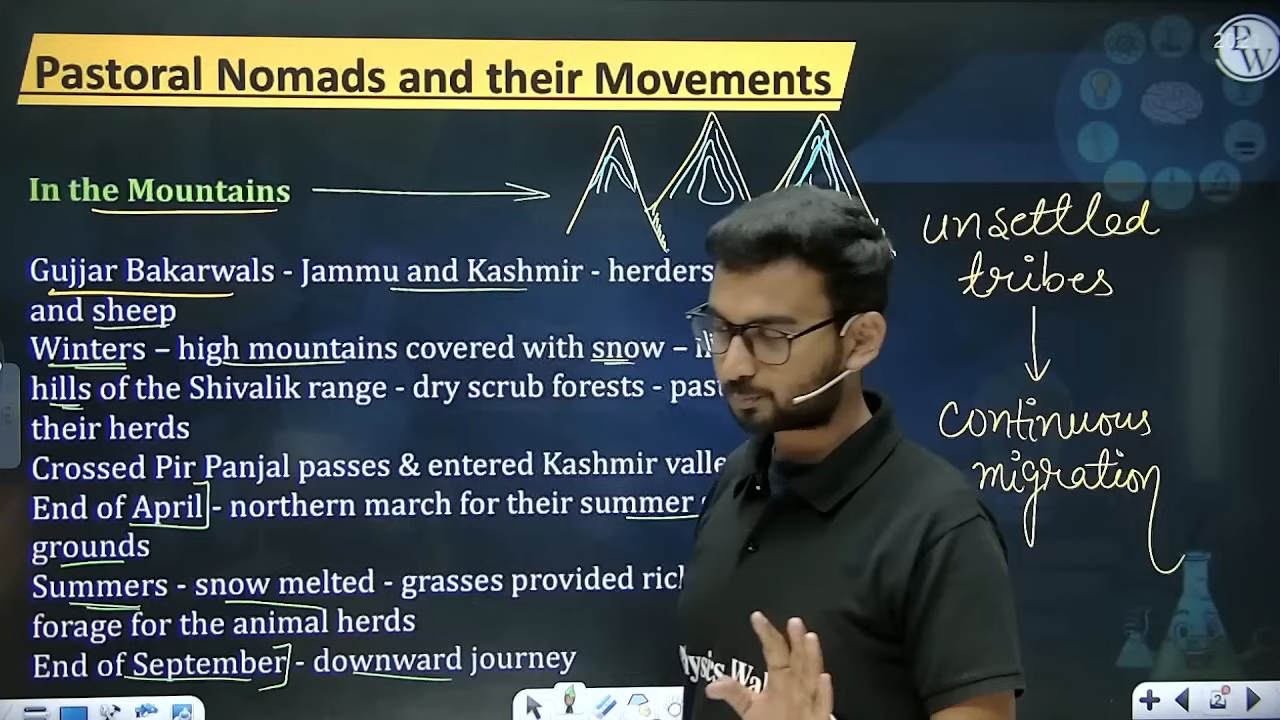 Pastoral Nomads and their Movements
In the Mountains
Gujjar Bakarwals - Jammu and Kashmir - herders
and sheep
Winters – high mountains covered with snow –
hills of the Shivalik range - dry scrub forests -
their herds
Crossed Pir Panjal passes & entered Kashmir
End of April - northern march for their summer
grounds
Summers - snow melted - grasses provided
forage for the animal herds
End of September - downward journey
unsettled
tribes
continuous
migration
PW
2